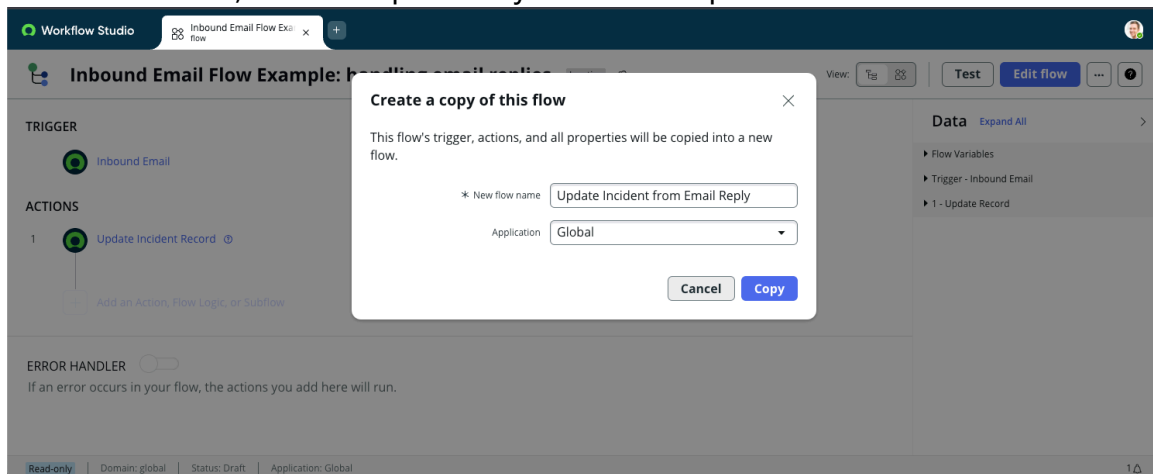 Workflow Studio
Inbound Email Flow Exa
flow
Inbound Email Flow Example: handling email replies
View:
Test
Edit flow
Create a copy of this flow
This flow's trigger, actions, and all properties will be copied into a new
flow.
* New flow name
Update Incident from Email Reply
Application
Global
Cancel
Copy
TRIGGER
Inbound Email
ACTIONS
1
Update Incident Record
Add an Action, Flow Logic, or Subflow
ERROR HANDLER
If an error occurs in your flow, the actions you add here will run.
Data
Expand All
Flow Variables
Trigger - Inbound Email
1 - Update Record
Read-only
Domain: global
Status: Draft
Application: Global
1